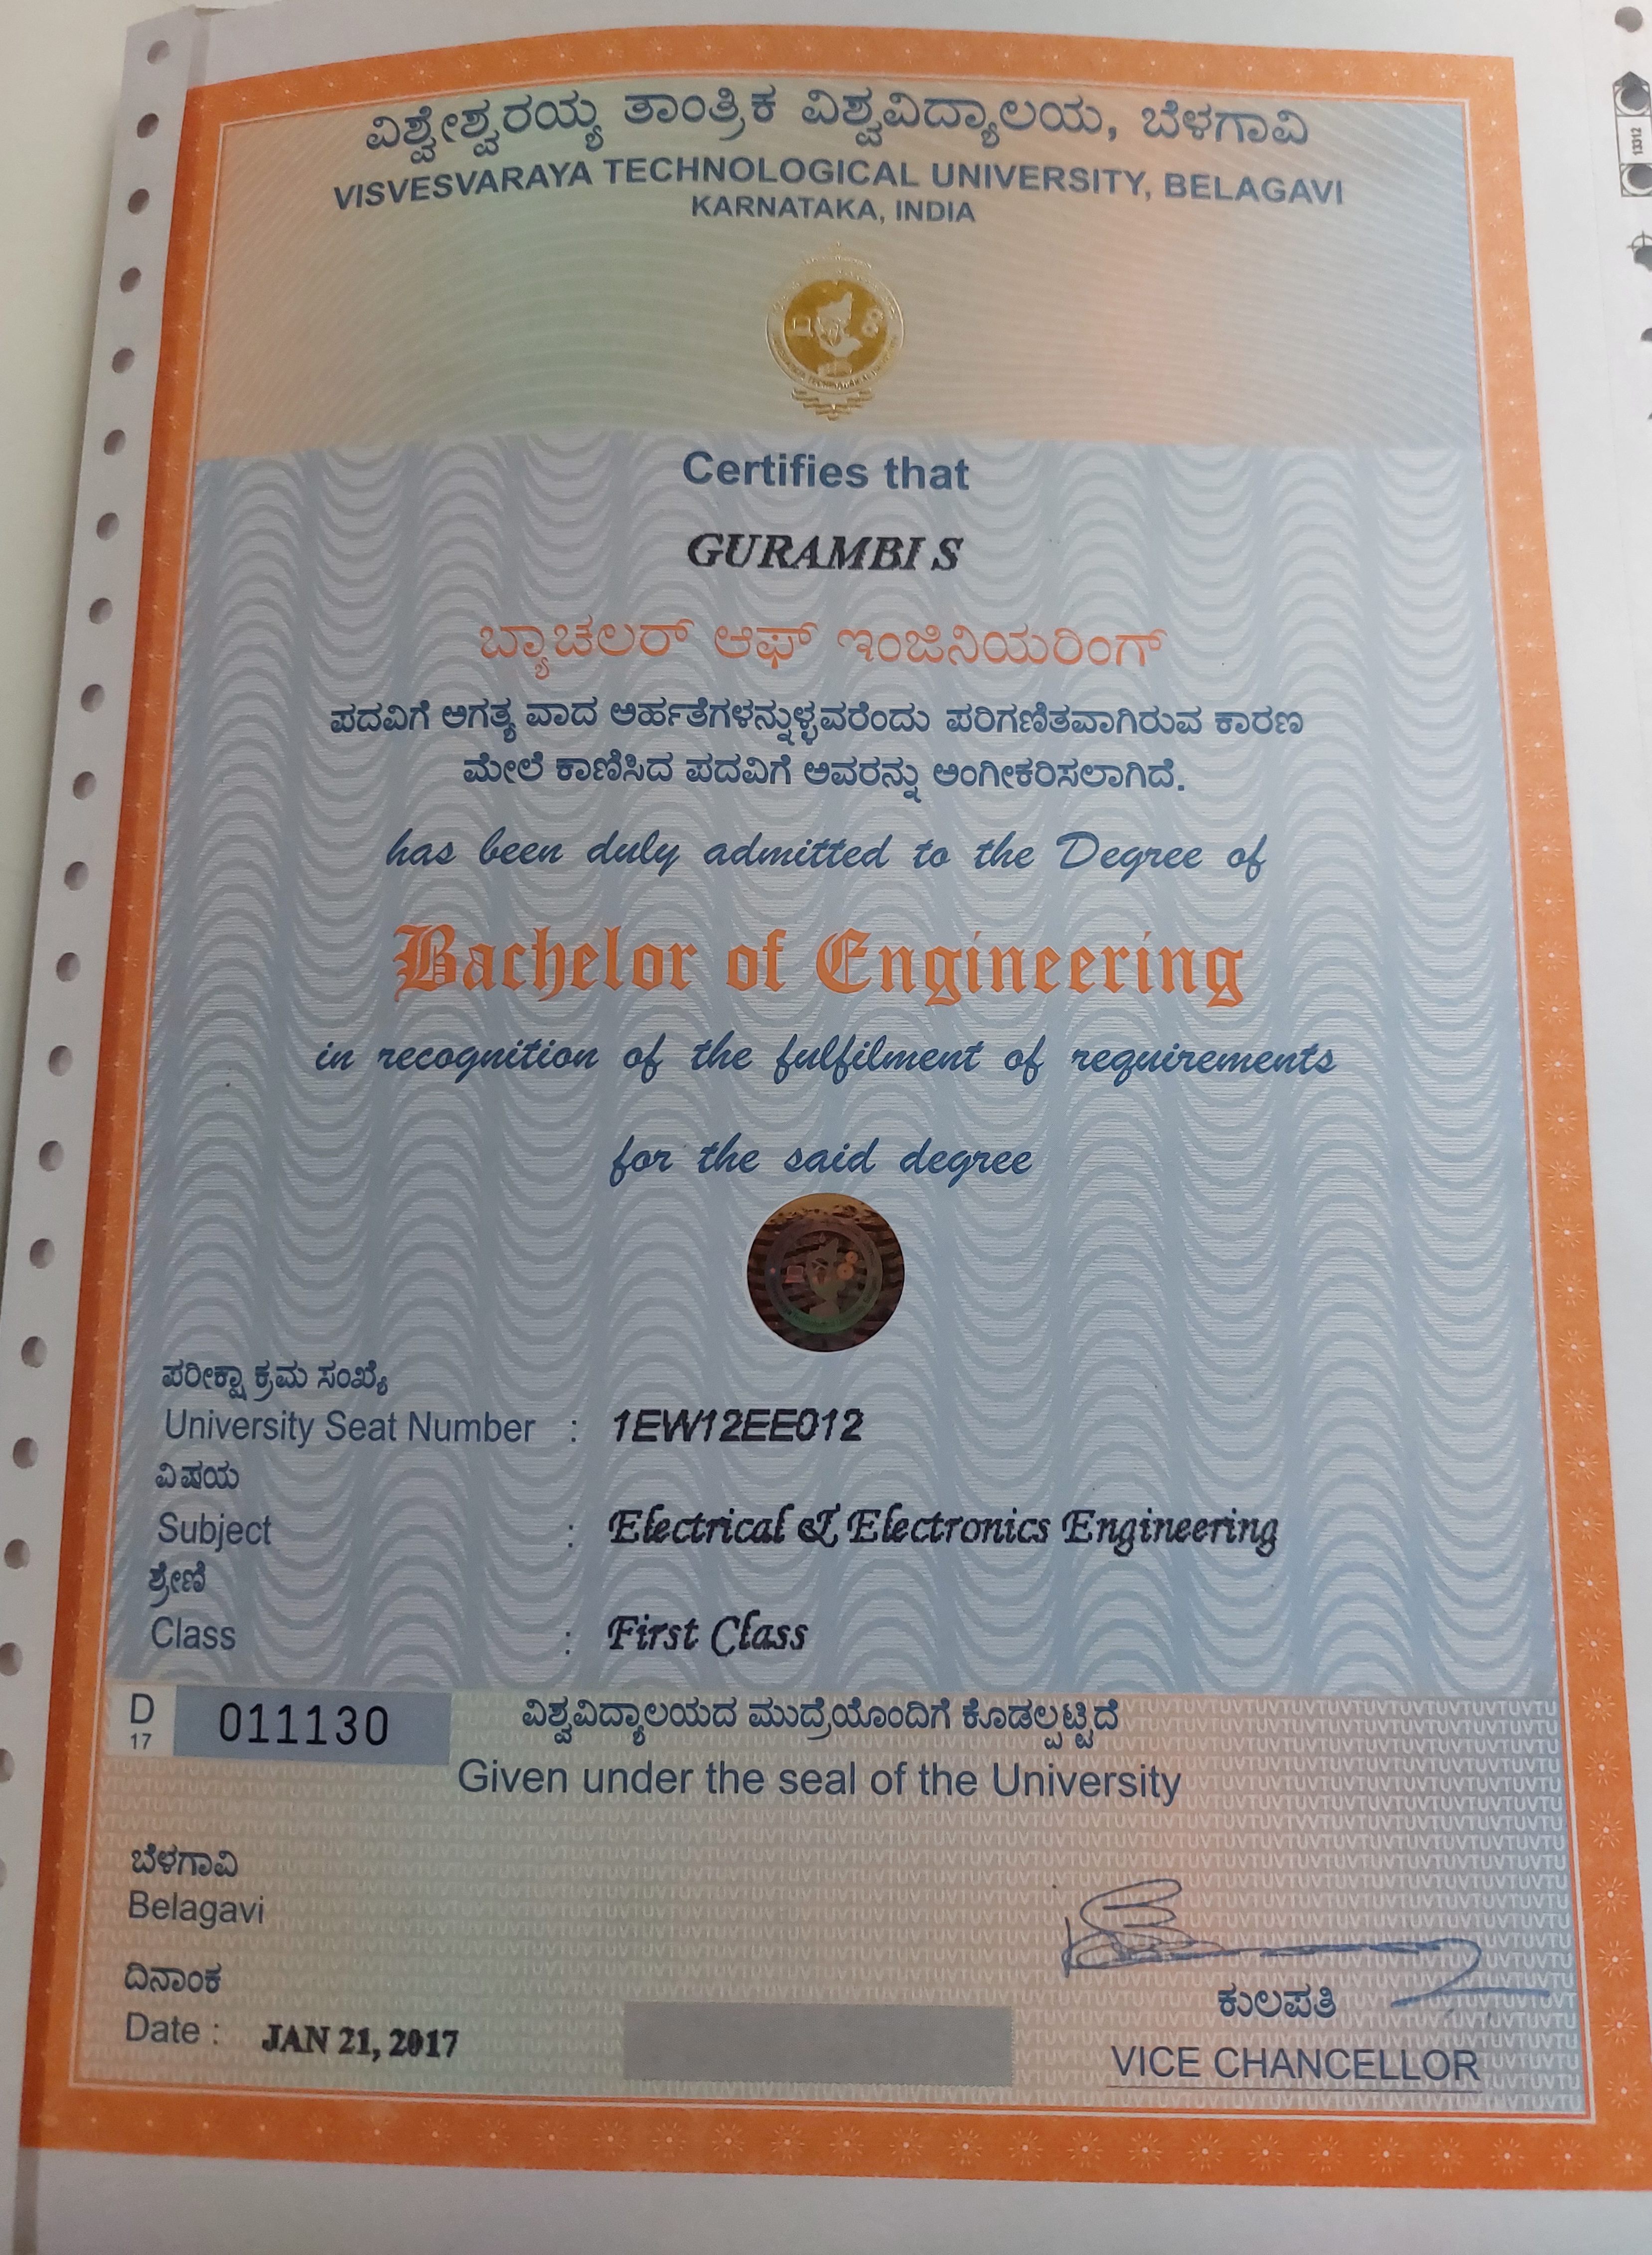 ವಿಶ್ವೇಶ್ವರಯ್ಯ ತಾಂತ್ರಿಕ ವಿಶ್ವವಿದ್ಯಾಲಯ, ಬೆಳಗಾವಿ
VISVESVARAYA TECHNOLOGICAL UNIVERSITY, BELAGAVI
KARNATAKA, INDIA
Certifies that
GURAMBI S
ಬ್ಯಾಚಲರ್ ಆಫ್ ಇಂಜಿನಿಯರಿಂಗ್
ಪದವಿಗೆ ಅಗತ್ಯವಾದ ಅರ್ಹತೆಗಳನ್ನುಳ್ಳವರೆಂದು ಪರಿಗಣಿತವಾಗಿರುವ ಕಾರಣ
ಮೇಲೆ ಕಾಣಿಸಿದ ಪದವಿಗೆ ಅವರನ್ನು ಅಂಗೀಕರಿಸಲಾಗಿದೆ.
has been duly admitted to the Degree of
Bachelor of Engineering
in recognition of the fulfilment of requirements
for the said degree
ಪರೀಕ್ಷಾ ಕ್ರಮ ಸಂಖ್ಯೆ
University Seat Number : 1EW12EE012
ವಿಷಯ
Subject : Electrical & Electronics Engineering
ಶ್ರೇಣಿ
Class : First Class
D 17 011130
ವಿಶ್ವವಿದ್ಯಾಲಯದ ಮುದ್ರೆಯೊಂದಿಗೆ ಕೊಡಲ್ಪಟ್ಟಿದೆ
Given under the seal of the University
ಬೆಳಗಾವಿ
Belagavi
ದಿನಾಂಕ
Date : JAN 21, 2017
ಕುಲಪತಿ
VICE CHANCELLOR
13312